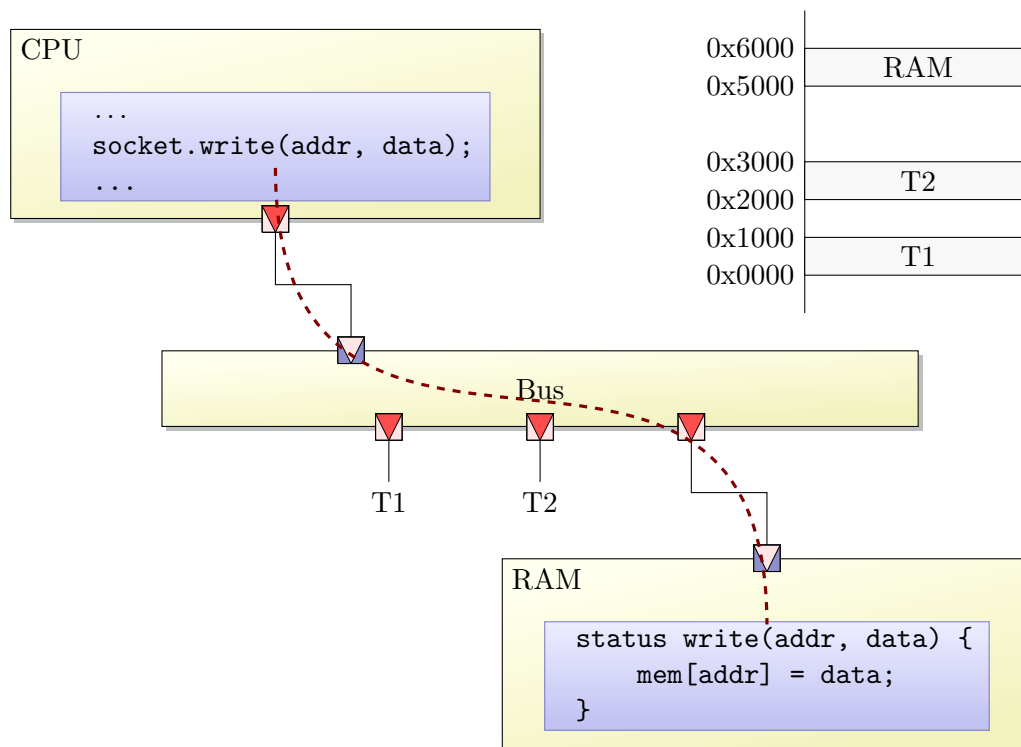 CPU
...
socket.write(addr, data);
...
0x6000
RAM
0x5000
0x3000
T2
0x2000
0x1000
T1
0x0000
Bus
T1
T2
RAM
status write(addr, data) {
mem[addr] = data;
}